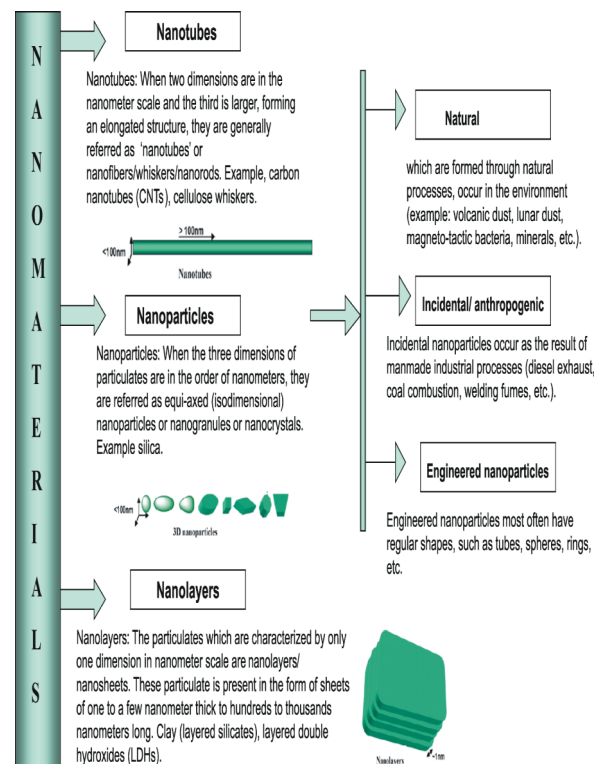 NANOMATERIALS
Nanotubes
Nanotubes: When two dimensions are in the
nanometer scale and the third is larger, forming
an elongated structure, they are generally
referred as 'nanotubes' or
nanofibers/whiskers/nanorods. Example, carbon
nanotubes (CNTs), cellulose whiskers.
> 100nm
<100nm
Nanotubes
Nanoparticles
Nanoparticles: When the three dimensions of
particulates are in the order of nanometers, they
are referred as equi-axed (isodimensional)
nanoparticles or nanogranules or nanocrystals.
Example silica.
<100nm
3D nanoparticles
Nanolayers
Nanolayers: The particulates which are characterized by only
one dimension in nanometer scale are nanolayers/
nanosheets. These particulate is present in the form of sheets
of one to a few nanometer thick to hundreds to thousands
nanometers long. Clay (layered silicates), layered double
hydroxides (LDHs).
~1nm
Nanolayers
Natural
which are formed through natural
processes, occur in the environment
(example: volcanic dust, lunar dust,
magneto-tactic bacteria, minerals, etc.).
Incidental/ anthropogenic
Incidental nanoparticles occur as the result of
manmade industrial processes (diesel exhaust,
coal combustion, welding fumes, etc.).
Engineered nanoparticles
Engineered nanoparticles most often have
regular shapes, such as tubes, spheres, rings,
etc.